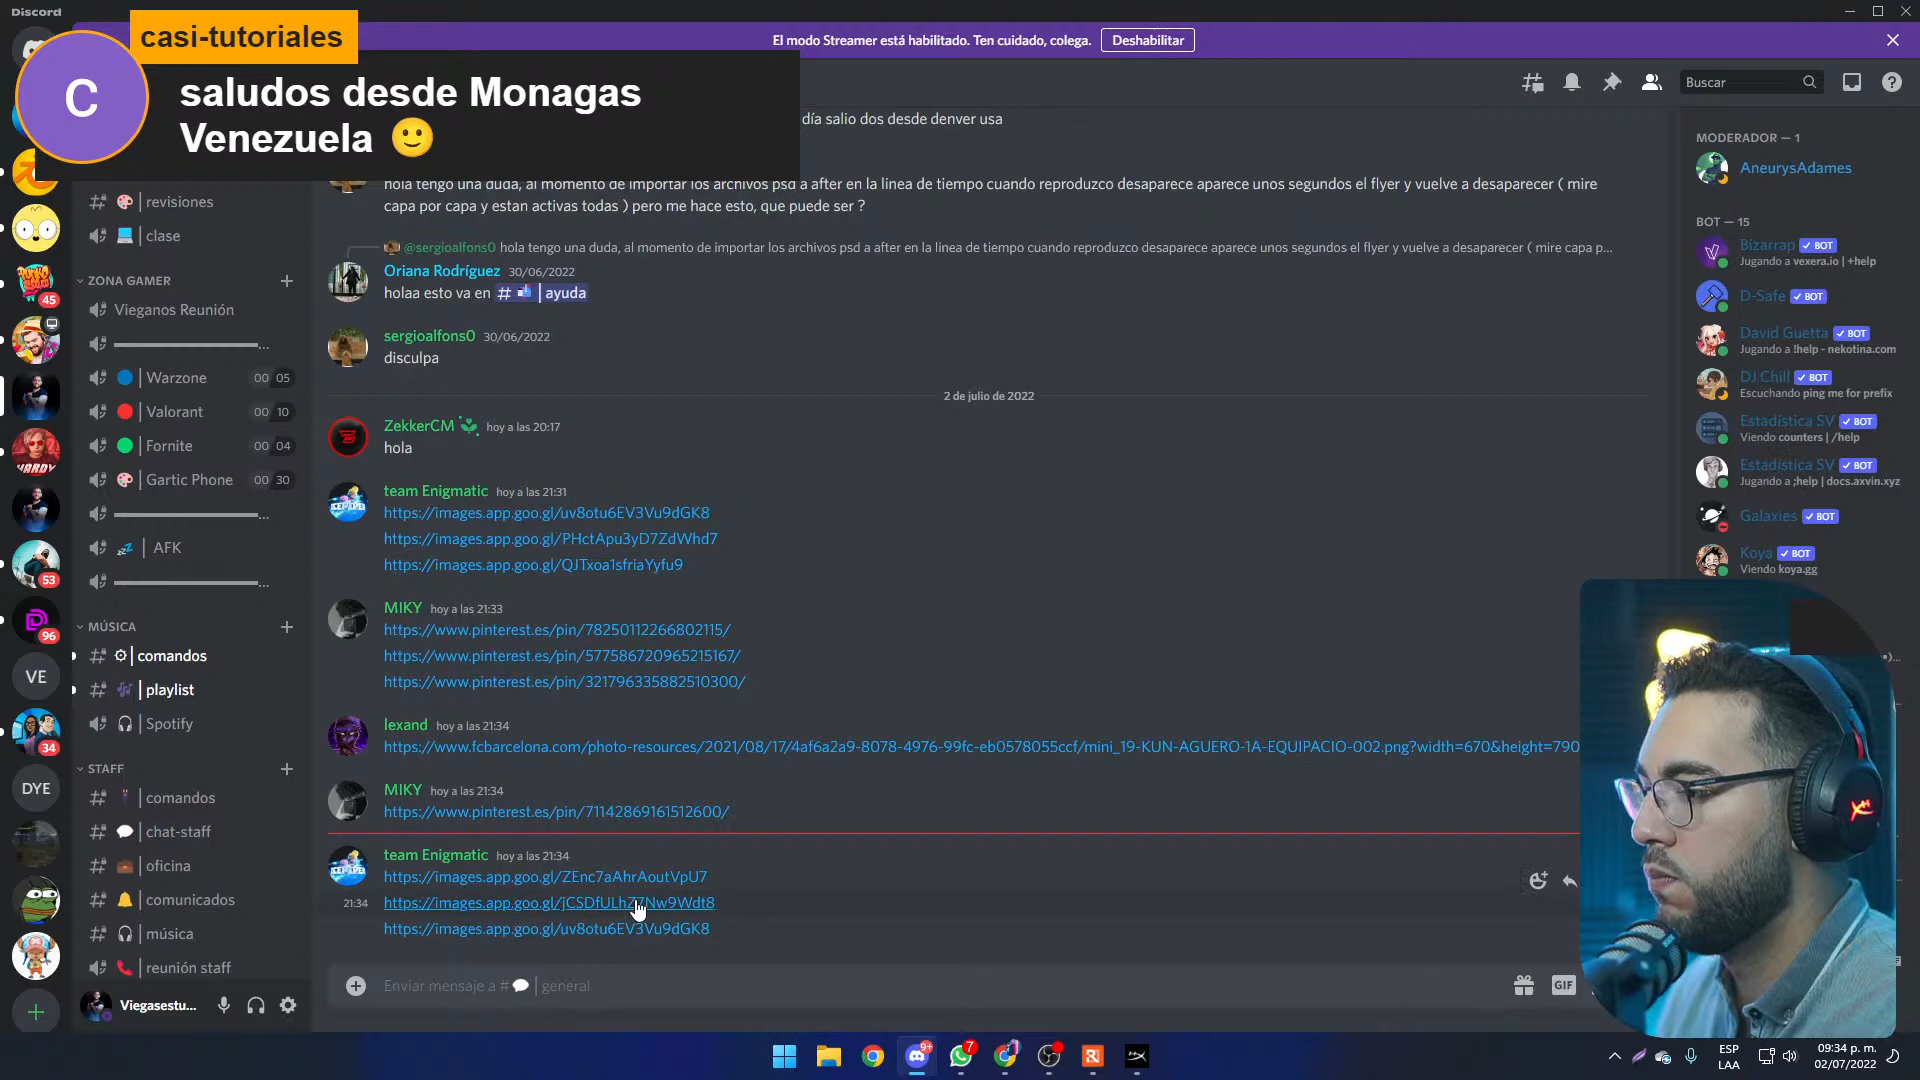 Discord
casi-tutoriales
C
saludos desde Monagas
Venezuela 🙂
El modo Streamer está habilitado. Ten cuidado, colega.
Deshabilitar
Buscar
día salio dos desde denver usa
hola tengo una duda, al momento de importar los archivos psd a after en la linea de tiempo cuando reproduzco desaparece aparece unos segundos el flyer y vuelve a desaparecer ( mire
capa por capa y estan activas todas ) pero me hace esto, que puede ser ?
@sergioalfons0 hola tengo una duda, al momento de importar los archivos psd a after en la linea de tiempo cuando reproduzco desaparece aparece unos segundos el flyer y vuelve a desaparecer ( mire capa p...
Oriana Rodríguez 30/06/2022
holaa esto va en # | ayuda
sergioalfons0 30/06/2022
disculpa
2 de julio de 2022
ZekkerCM hoy a las 20:17
hola
team Enigmatic hoy a las 21:31
https://images.app.goo.gl/uv8otu6EV3Vu9dGK8
https://images.app.goo.gl/PHctApu3yD7ZdWhd7
https://images.app.goo.gl/QJTxoa1sfriaYyfu9
MIKY hoy a las 21:33
https://www.pinterest.es/pin/78250112266802115/
https://www.pinterest.es/pin/577586720965215167/
https://www.pinterest.es/pin/321796335882510300/
lexand hoy a las 21:34
https://www.fcbarcelona.com/photo-resources/2021/08/17/4af6a2a9-8078-4976-99fc-eb0578055ccf/mini_19-KUN-AGUERO-1A-EQUIPACIO-002.png?width=670&height=790
MIKY hoy a las 21:34
https://www.pinterest.es/pin/71142869161512600/
team Enigmatic hoy a las 21:34
https://images.app.goo.gl/ZEnc7aAhrAoutVpU7
21:34 https://images.app.goo.gl/jCSDfULhZ7Nw9Wdt8
https://images.app.goo.gl/uv8otu6EV3Vu9dGK8
Enviar mensaje a # | general
GIF
| revisiones
| clase
ZONA GAMER
Vieganos Reunión
| Warzone 00 05
| Valorant 00 10
| Fornite 00 04
| Gartic Phone 00 30
| AFK
MÚSICA
| comandos
| playlist
| Spotify
STAFF
| comandos
| chat-staff
| oficina
| comunicados
| música
| reunión staff
Viegasestu...
45
HARDY
53
96
VE
34
DYE
MODERADOR — 1
AneurysAdames
BOT — 15
Bizarrap BOT
Jugando a vexera.io | +help
D-Safe BOT
David Guetta BOT
Jugando a !help - nekotina.com
DJ Chill BOT
Escuchando ping me for prefix
Estadística SV BOT
Viendo counters | /help
Estadística SV BOT
Jugando a ;help | docs.axvin.xyz
Galaxies BOT
Koya BOT
Viendo koya.gg
9+
7
ESP
LAA
09:34 p. m.
02/07/2022